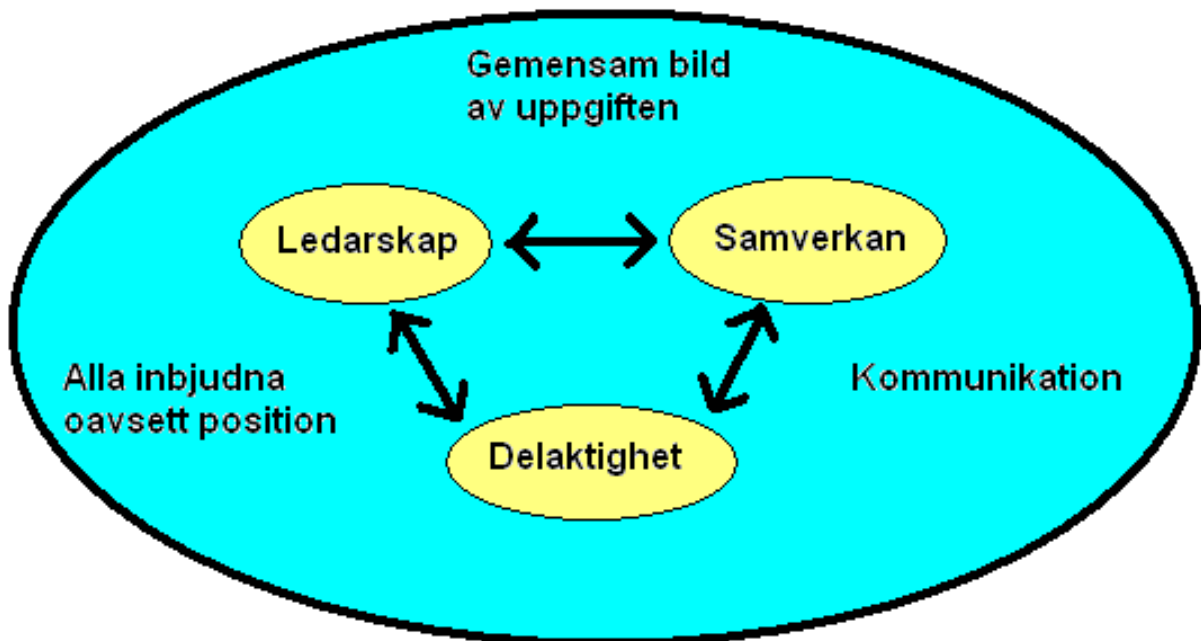 Gemensam bild
av uppgiften
Ledarskap
Samverkan
Alla inbjudna
oavsett position
Kommunikation
Delaktighet